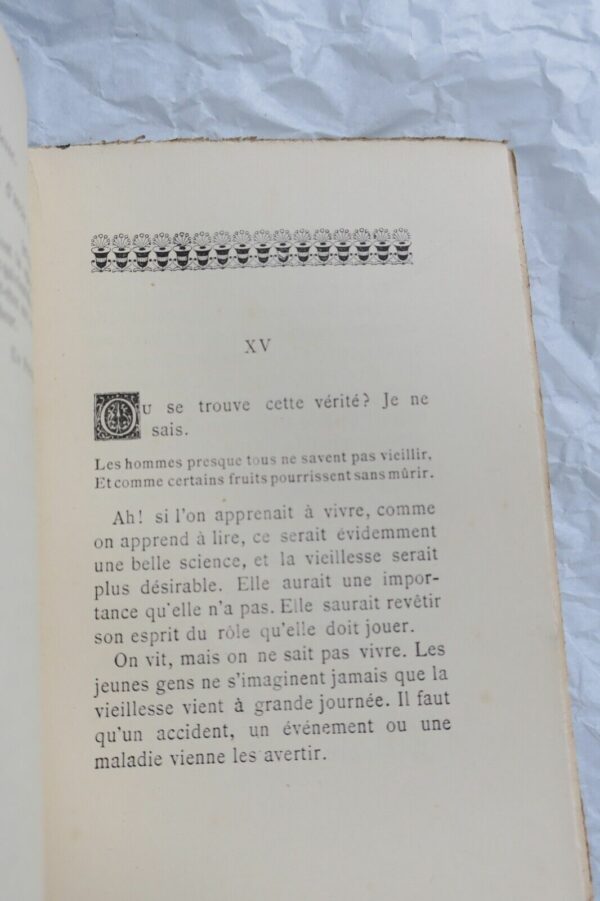 XV
OU se trouve cette vérité? Je ne
sais.
Les hommes presque tous ne savent pas vieillir,
Et comme certains fruits pourrissent sans mûrir.
Ah! si l'on apprenait à vivre, comme
on apprend à lire, ce serait évidemment
une belle science, et la vieillesse serait
plus désirable. Elle aurait une impor-
tance qu'elle n'a pas. Elle saurait revêtir
son esprit du rôle qu'elle doit jouer.
On vit, mais on ne sait pas vivre. Les
jeunes gens ne s'imaginent jamais que la
vieillesse vient à grande journée. Il faut
qu'un accident, un événement ou une
maladie vienne les avertir.